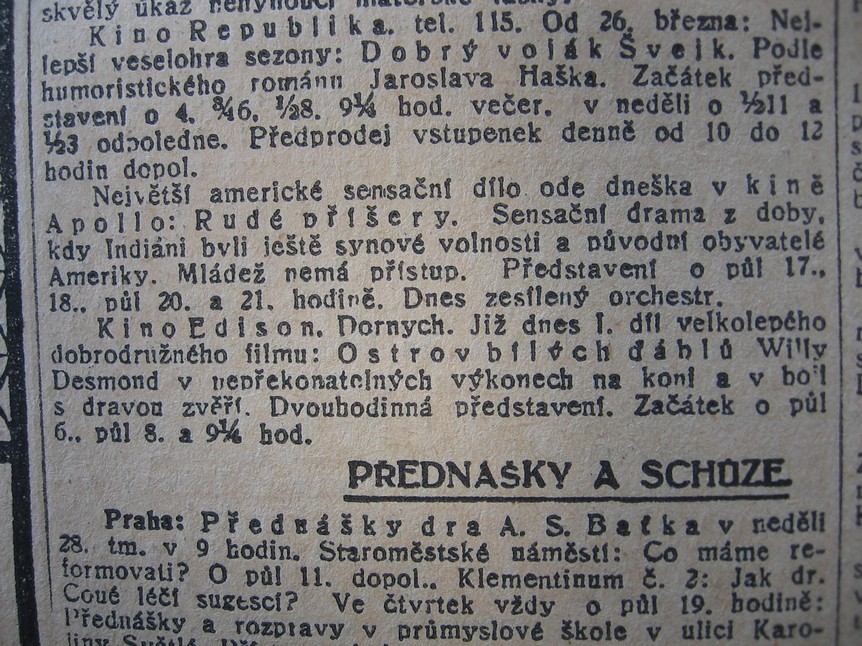 skvělý úkaz nehynoucí mateřské lásky.
Kino Republika. tel. 115. Od 26. března: Nej-
lepší veselohra sezony: Dobrý voják Švejk. Podle
humoristického románu Jaroslava Haška. Začátek před-
stavení o 4. ¾6. ½8. 9¼ hod. večer. v neděli o ½11 a
½3 odpoledne. Předprodej vstupenek denně od 10 do 12
hodin dopol.
Největší americké sensační dílo ode dneška v kině
Apollo: Rudé příšery. Sensační drama z doby,
kdy Indiáni byli ještě synové volnosti a původní obyvatelé
Ameriky. Mládež nemá přístup. Představení o půl 17.,
18., půl 20. a 21. hodině. Dnes zesílený orchestr.
Kino Edison. Dornych. Již dnes I. díl velkolepého
dobrodružného filmu: Ostrov bílých ďáblů Willy
Desmond v nepřekonatelných výkonech na koni a v boji
s dravou zvěří. Dvouhodinná představení. Začátek o půl
6., půl 8. a 9¼ hod.
PŘEDNÁŠKY A SCHŮZE.
Praha: Přednášky dra A. S. Baťka v neděli
28. tm. v 9 hodin. Staroměstské náměstí: Co máme re-
formovati? O půl 11. dopol.. Klementinum č. 2: Jak dr.
Coué léčí sugescí? Ve čtvrtek vždy o půl 19. hodině:
Přednášky a rozpravy v průmyslové škole v ulici Karo-
liny Světlé.